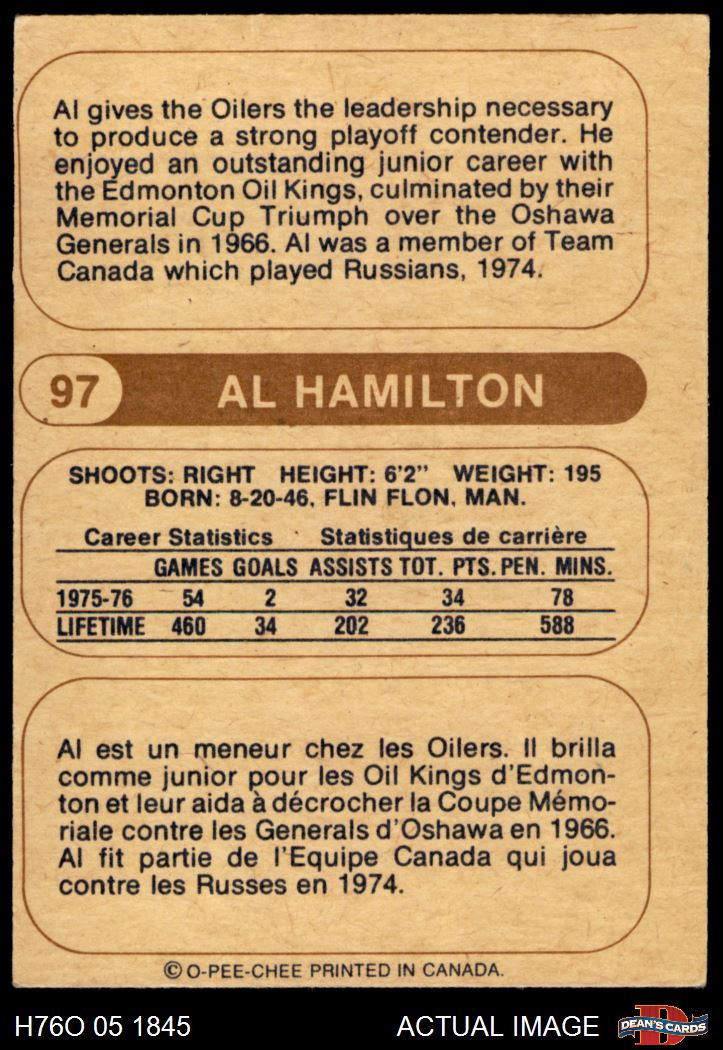 Al gives the Oilers the leadership necessary
to produce a strong playoff contender. He
enjoyed an outstanding junior career with
the Edmonton Oil Kings, culminated by their
Memorial Cup Triumph over the Oshawa
Generals in 1966. Al was a member of Team
Canada which played Russians, 1974.
97 AL HAMILTON
SHOOTS: RIGHT HEIGHT: 6'2" WEIGHT: 195
BORN: 8-20-46, FLIN FLON, MAN.
Career Statistics Statistiques de carrière
GAMES GOALS ASSISTS TOT. PTS. PEN. MINS.
1975-76 54 2 32 34 78
LIFETIME 460 34 202 236 588
Al est un meneur chez les Oilers. Il brilla
comme junior pour les Oil Kings d'Edmon-
ton et leur aida à décrocher la Coupe Mémo-
riale contre les Generals d'Oshawa en 1966.
Al fit partie de l'Equipe Canada qui joua
contre les Russes en 1974.
© O-PEE-CHEE PRINTED IN CANADA.
H76O 05 1845 ACTUAL IMAGE D DEAN'S CARDS